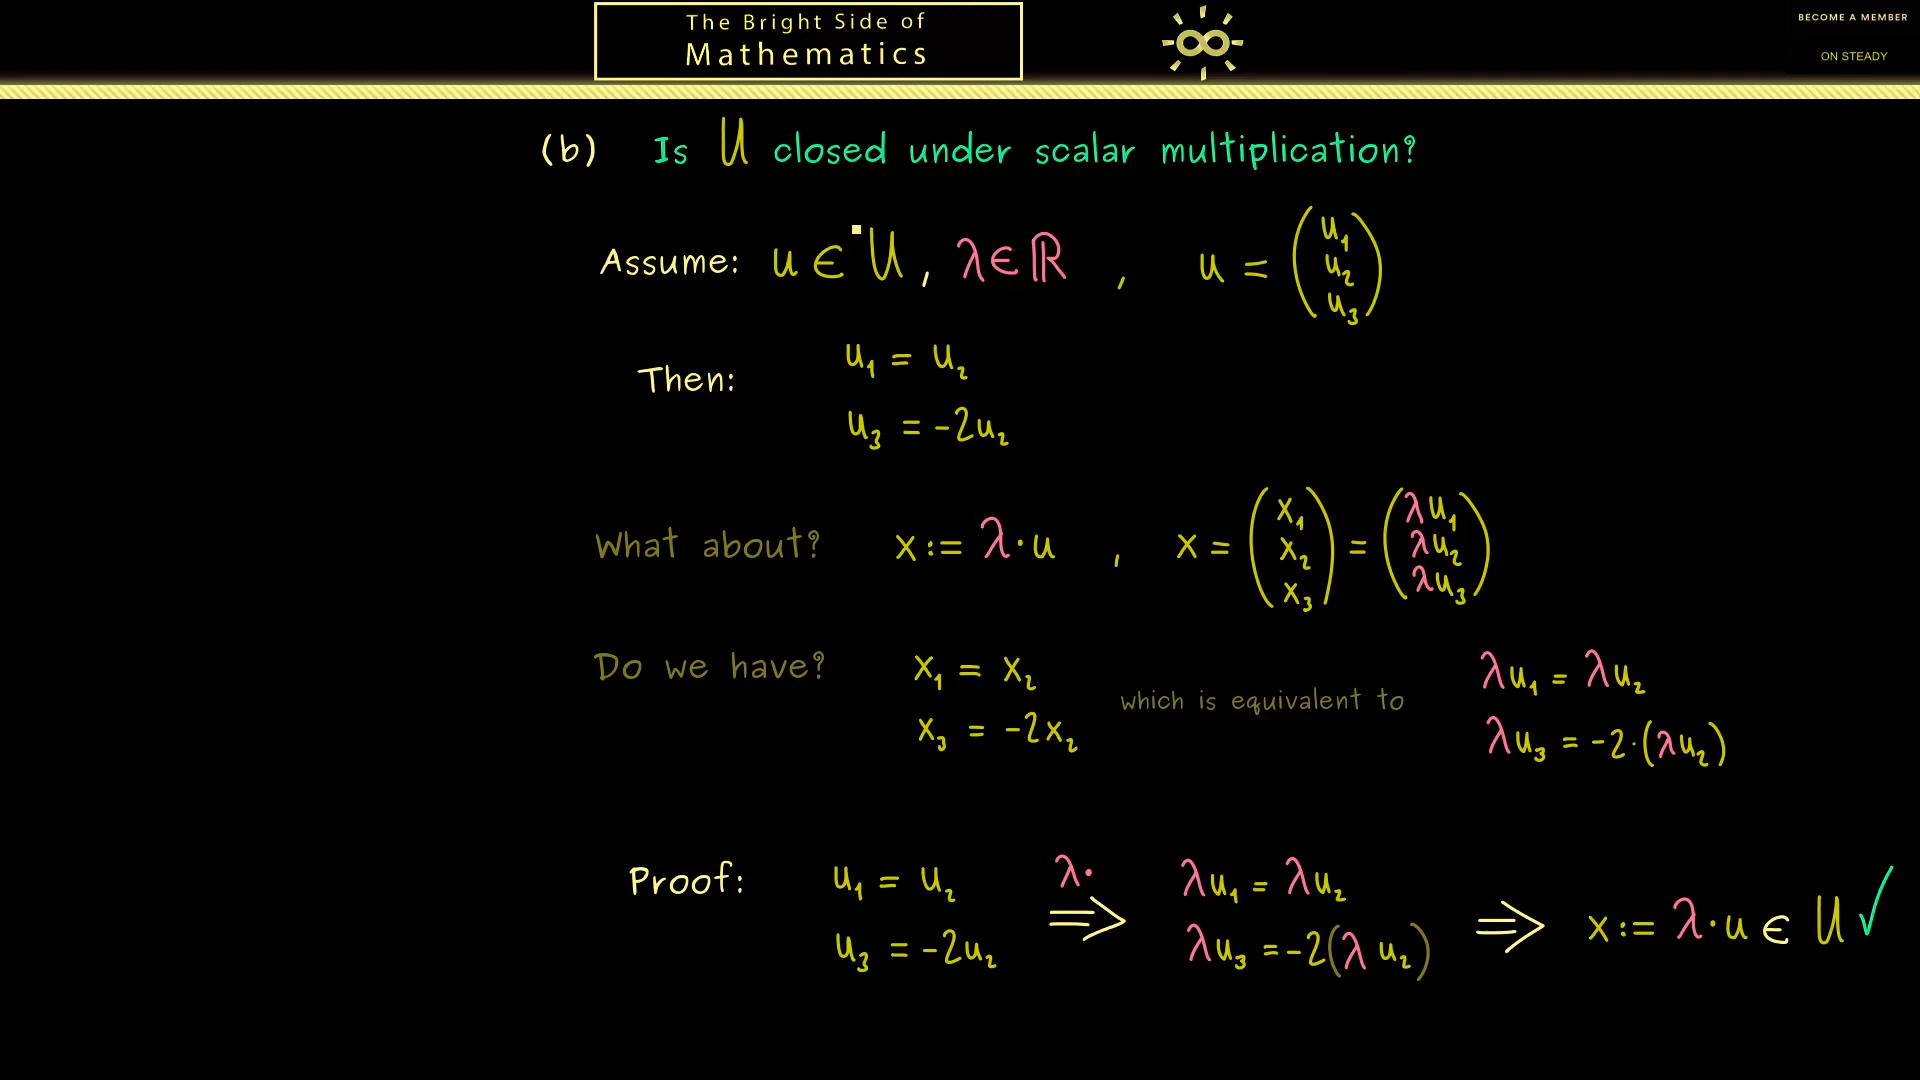 The Bright Side of
Mathematics
BECOME A MEMBER
ON STEADY
(b) Is U closed under scalar multiplication?
Assume: u ∈ U, λ ∈ ℝ , u = (u₁ u₂ u₃)
Then: u₁ = u₂
u₃ = -2u₂
What about? x := λ·u , x = (x₁ x₂ x₃) = (λu₁ λu₂ λu₃)
Do we have? x₁ = x₂ which is equivalent to λu₁ = λu₂
x₃ = -2x₂ λu₃ = -2·(λu₂)
Proof: u₁ = u₂ λ· ⟹ λu₁ = λu₂ ⟹ x := λ·u ∈ U ✓
u₃ = -2u₂ λu₃ = -2(λu₂)